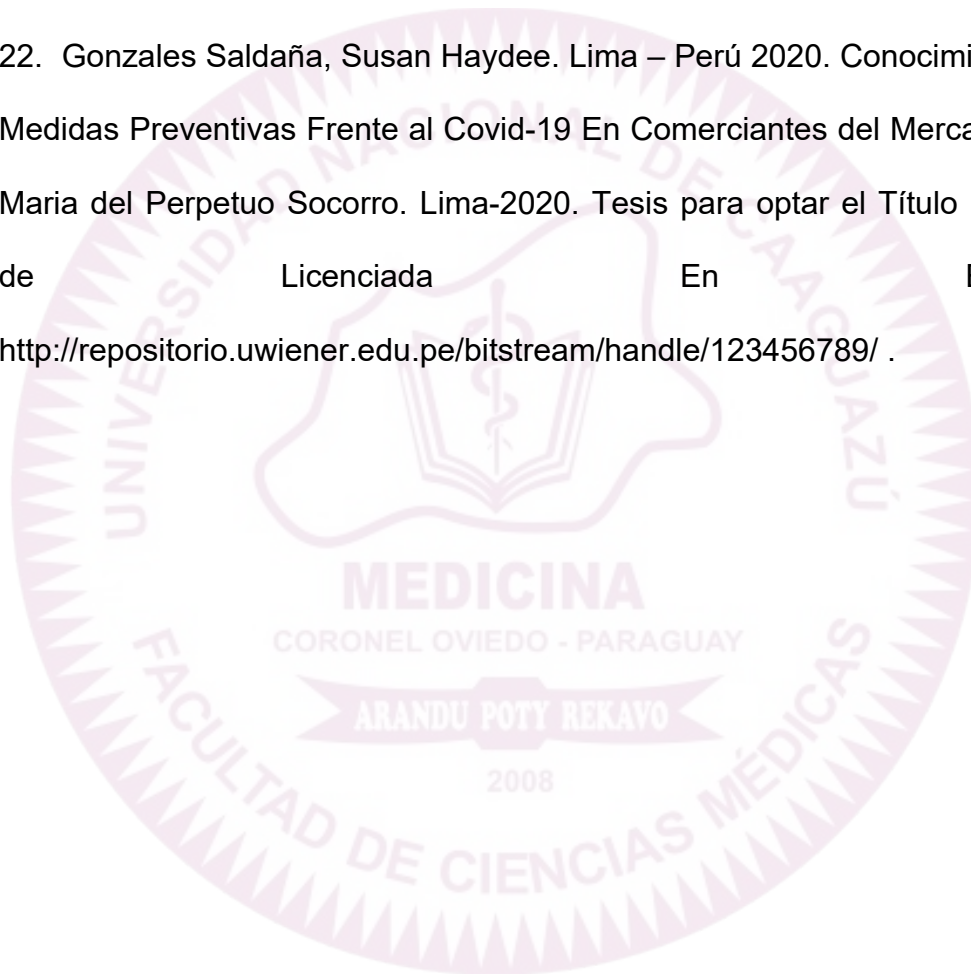 22. Gonzales Saldaña, Susan Haydee. Lima – Perú 2020. Conocimi
Medidas Preventivas Frente al Covid-19 En Comerciantes del Merca
Maria del Perpetuo Socorro. Lima-2020. Tesis para optar el Título
de Licenciada En
http://repositorio.uwiener.edu.pe/bitstream/handle/123456789/ .
UNIVERSIDAD NACIONAL DE CAAGUAZÚ
MEDICINA
CORONEL OVIEDO - PARAGUAY
ARANDU POTY REKAVO
2008
FACULTAD DE CIENCIAS MÉDICAS